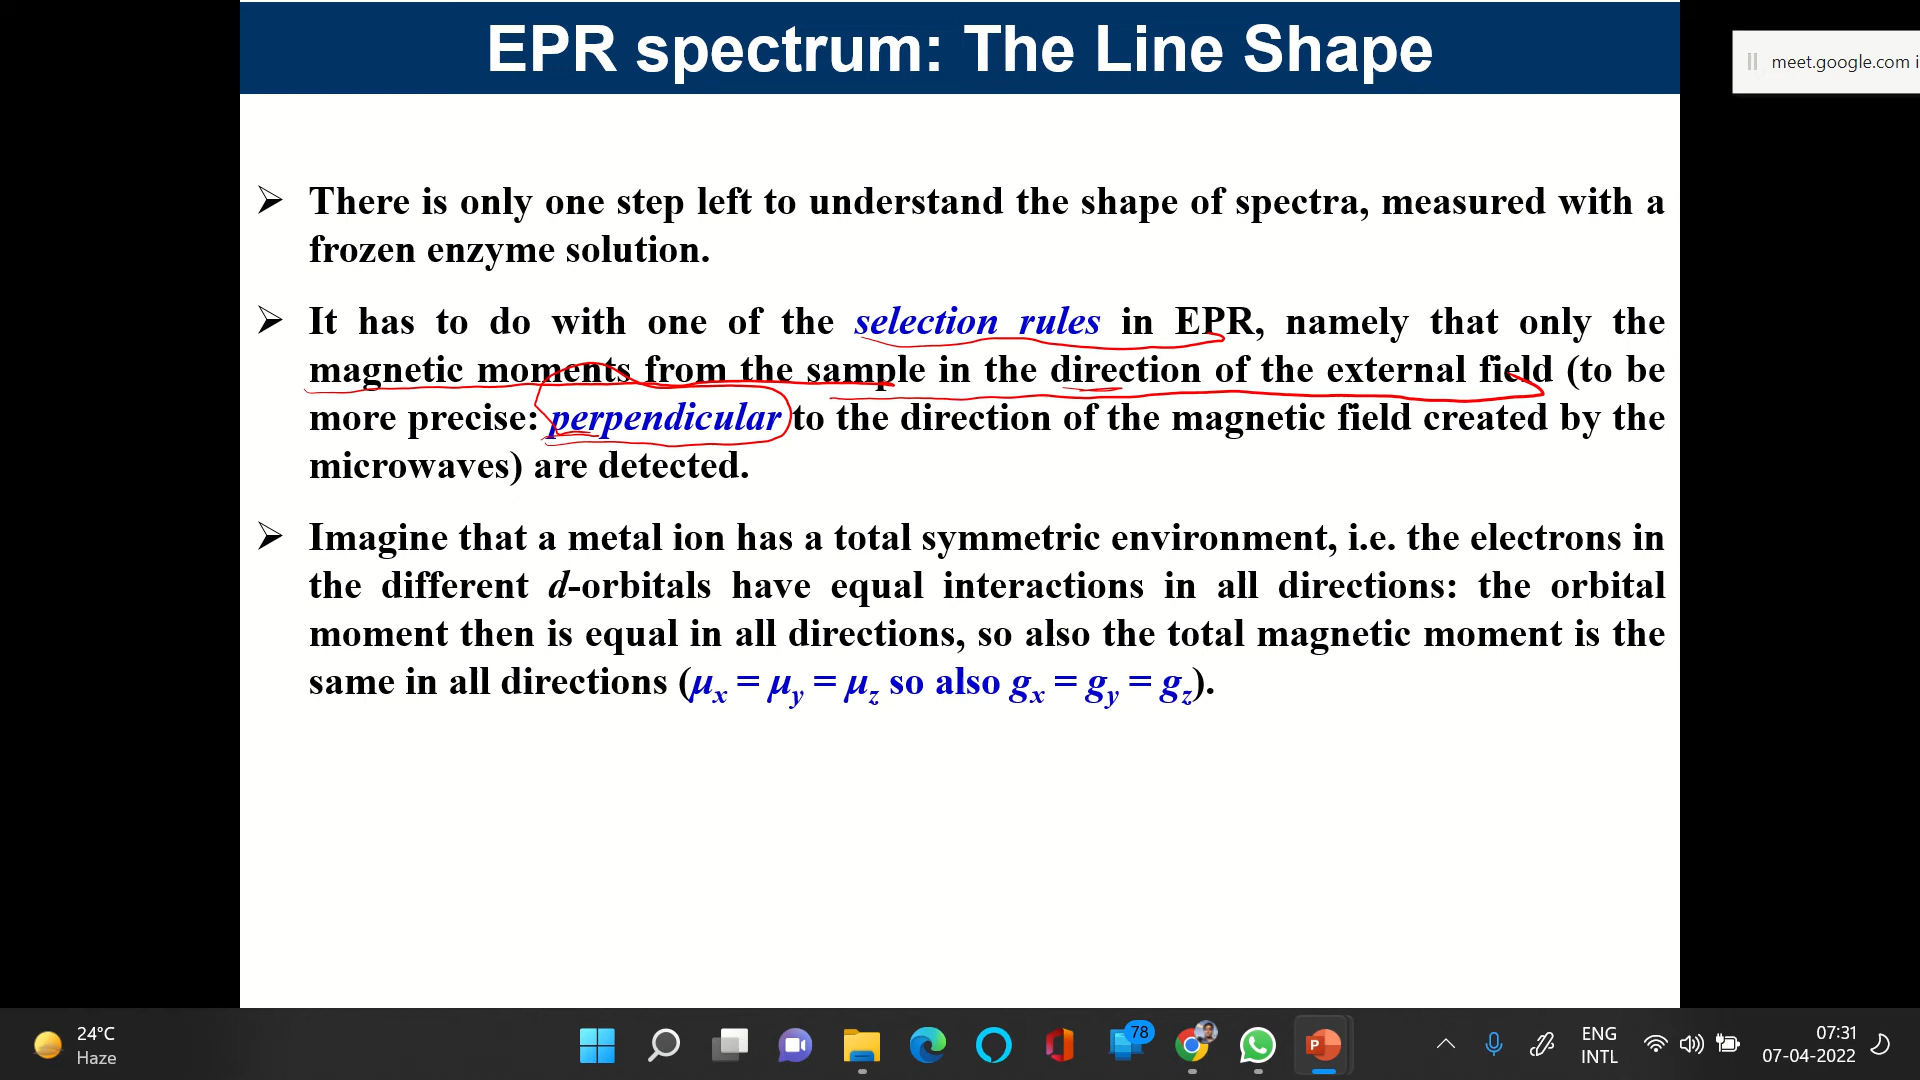 EPR spectrum: The Line Shape
meet.google.com i
➢ There is only one step left to understand the shape of spectra, measured with a
frozen enzyme solution.
➢ It has to do with one of the selection rules in EPR, namely that only the
magnetic moments from the sample in the direction of the external field (to be
more precise: perpendicular to the direction of the magnetic field created by the
microwaves) are detected.
➢ Imagine that a metal ion has a total symmetric environment, i.e. the electrons in
the different d-orbitals have equal interactions in all directions: the orbital
moment then is equal in all directions, so also the total magnetic moment is the
same in all directions (μx = μy = μz so also gx = gy = gz).
24°C
Haze
78
ENG
INTL
07:31
07-04-2022